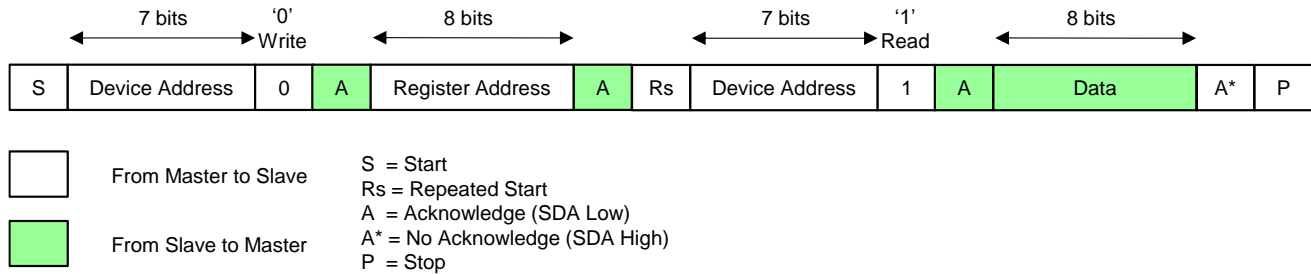 7 bits
‘0’
Write
8 bits
7 bits
‘1’
Read
8 bits
S Device Address 0 A Register Address A Rs Device Address 1 A Data A* P
From Master to Slave
From Slave to Master
S = Start
Rs = Repeated Start
A = Acknowledge (SDA Low)
A* = No Acknowledge (SDA High)
P = Stop